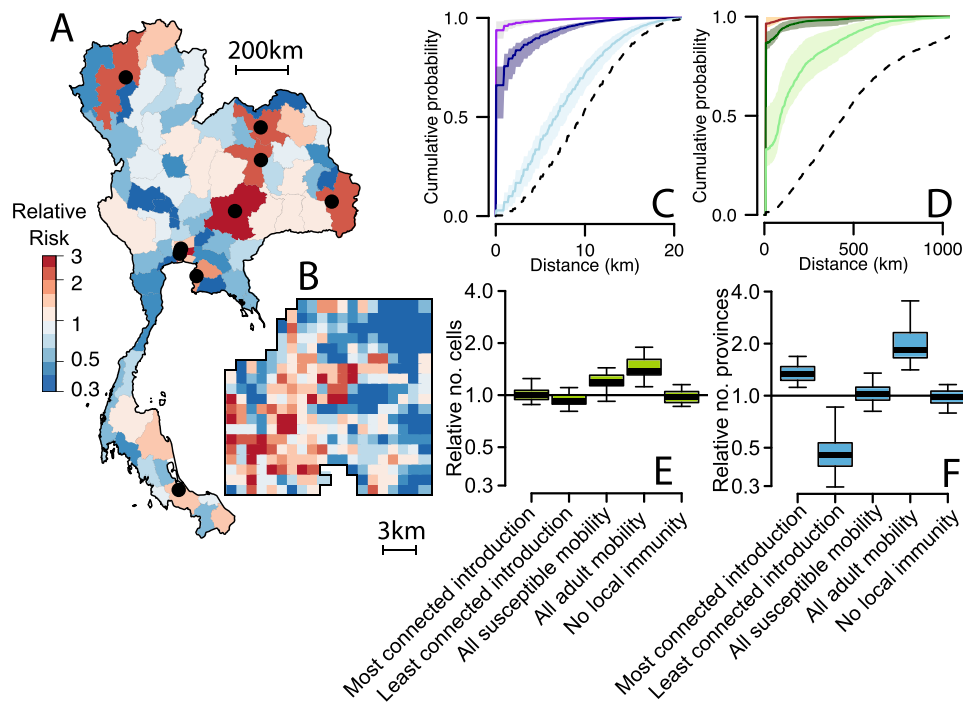 A
200km
Relative
Risk
3
2
1
0.5
0.3
B
3km
Cumulative probability
1.0
0.5
0.0
0
10
20
Distance (km)
C
Cumulative probability
1.0
0.5
0.0
0
500
1000
Distance (km)
D
Relative no. cells
4.0
2.0
1.0
0.5
0.3
E
Most connected introduction
Least connected introduction
All susceptible mobility
All adult mobility
No local immunity
Relative no. provinces
4.0
2.0
1.0
0.5
0.3
F
Most connected introduction
Least connected introduction
All susceptible mobility
All adult mobility
No local immunity